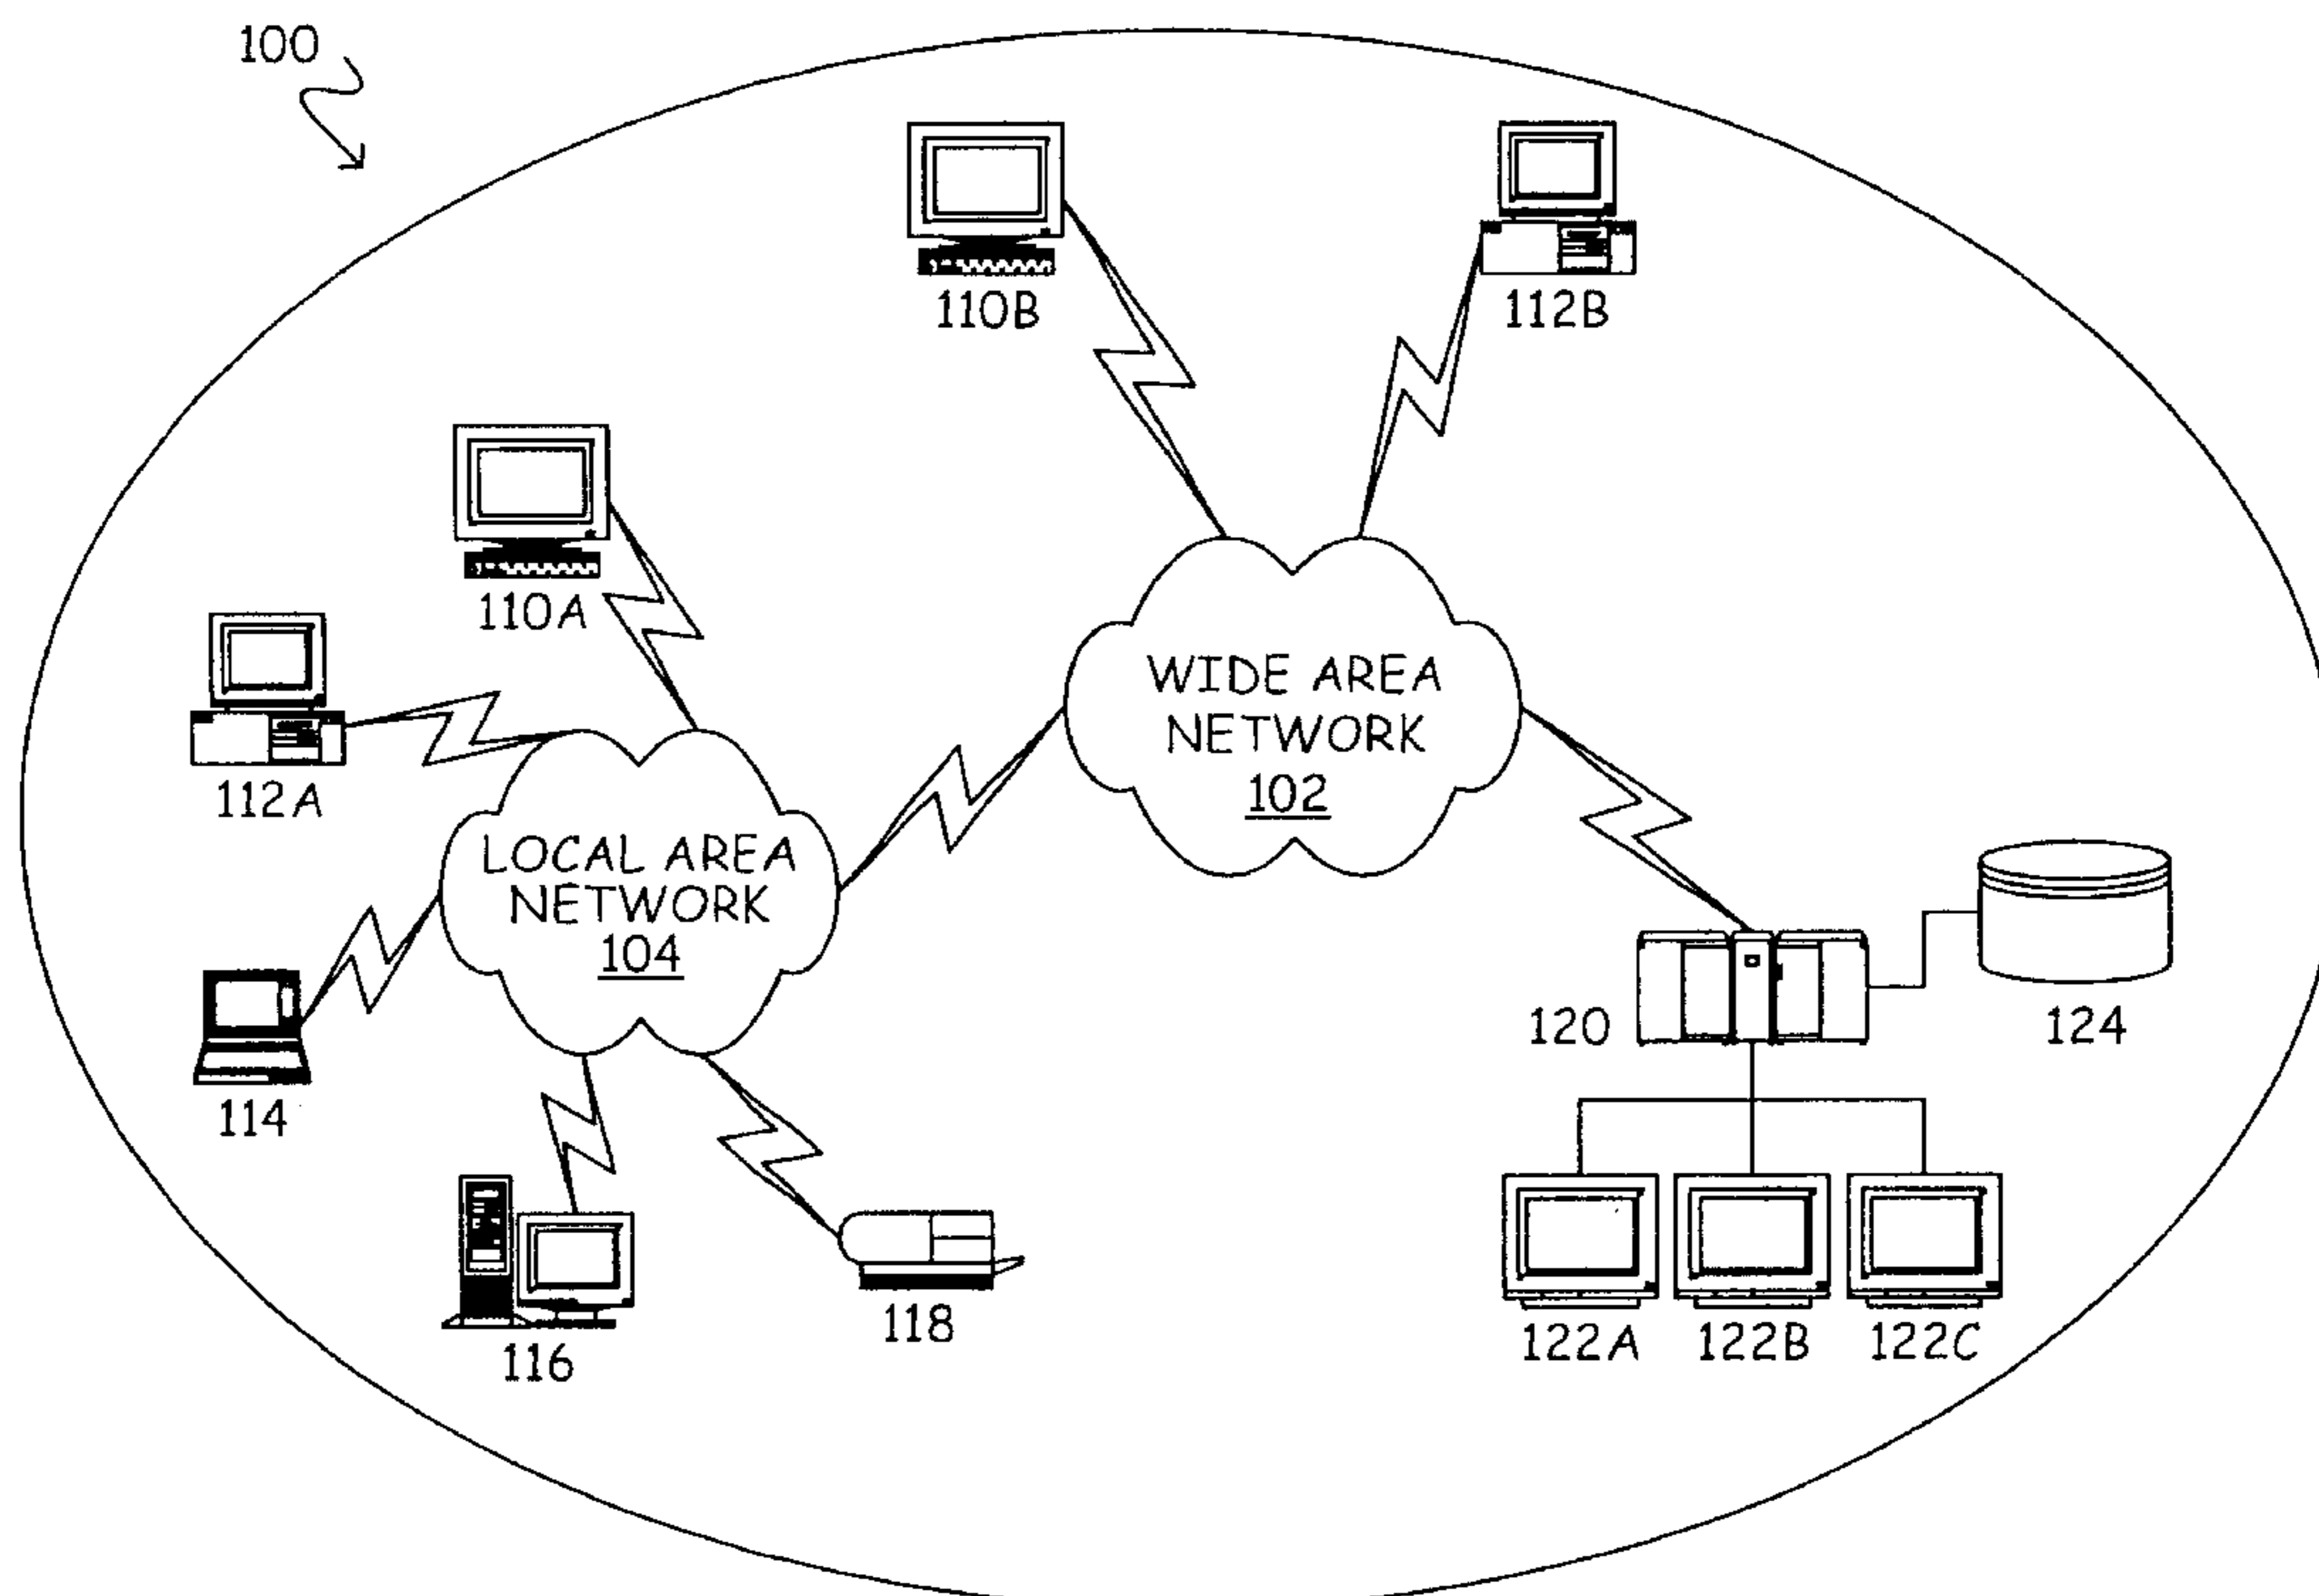 100
110B
112B
110A
112A
WIDE AREA
NETWORK
102
LOCAL AREA
NETWORK
104
114
120
124
116
118
122A
122B
122C